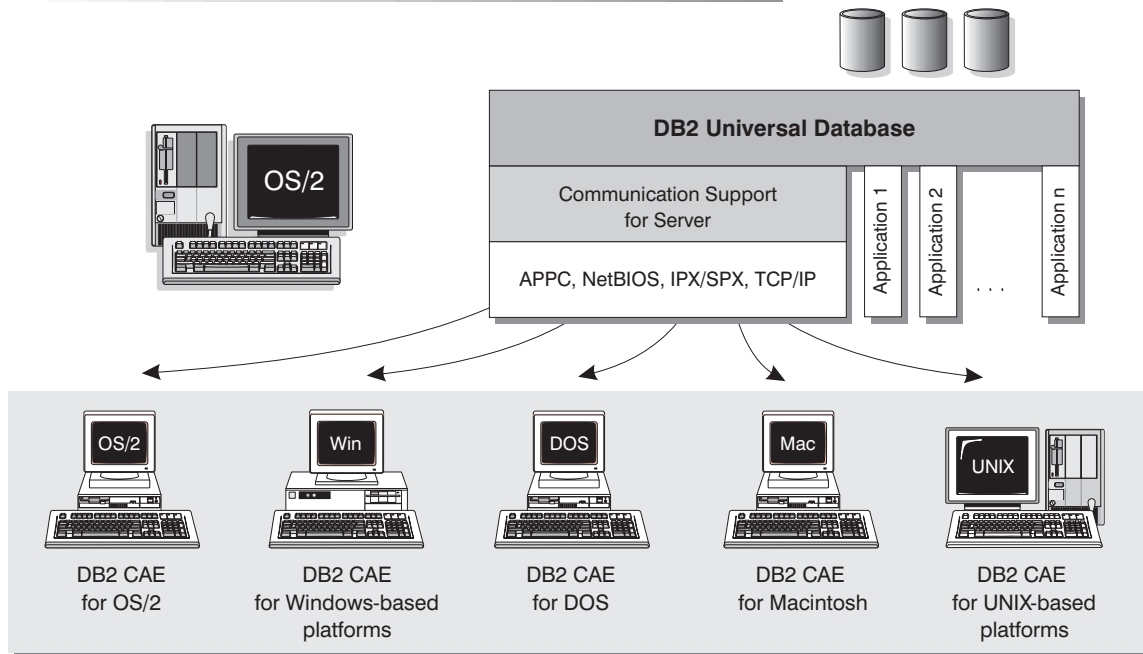 DB2 Universal Database
OS/2
Communication Support
for Server
APPC, NetBIOS, IPX/SPX, TCP/IP
Application 1
Application 2
. . .
Application n
OS/2
Win
DOS
Mac
UNIX
DB2 CAE
for OS/2
DB2 CAE
for Windows-based
platforms
DB2 CAE
for DOS
DB2 CAE
for Macintosh
DB2 CAE
for UNIX-based
platforms